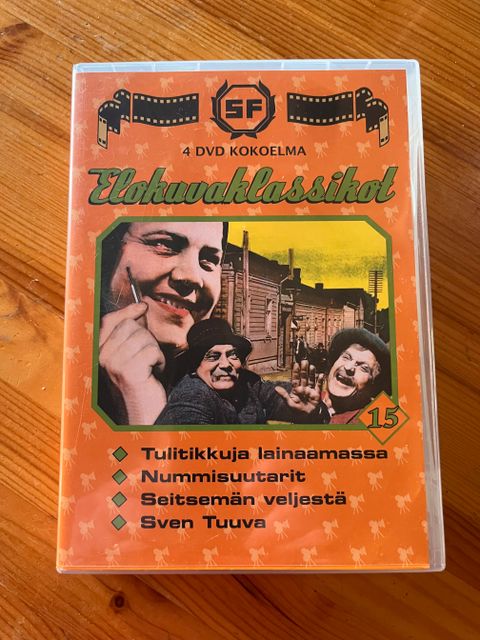 SF
4 DVD KOKOELMA
Elokuvaklassikot
15
Tulitikkuja lainaamassa
Nummisuutarit
Seitsemän veljestä
Sven Tuuva